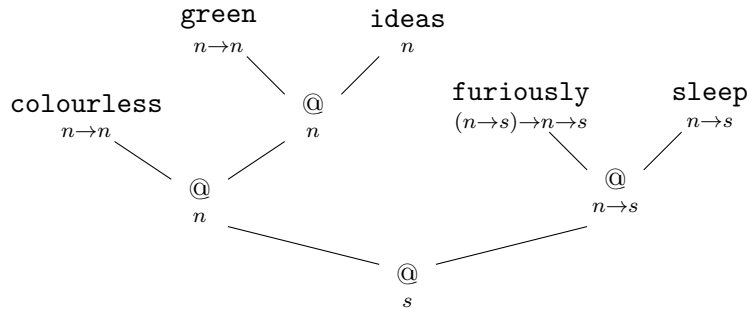 green
n→n
ideas
n
colourless
n→n
@
n
furiously
(n→s)→n→s
sleep
n→s
@
n
@
n→s
@
s